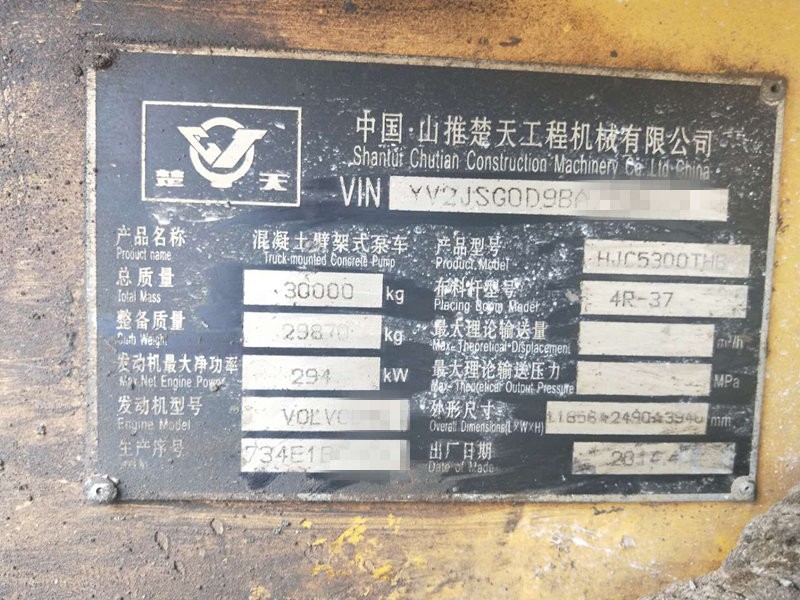 中国·山推楚天工程机械有限公司
Shantui Chutian Construction Machinery Co.Ltd.China
楚天
VIN YV2JSG0D9BA
产品名称 混凝土臂架式泵车
Product name Truck-mounted Concrete Pump
总质量 30000 kg
Total Mass
整备质量 29870 kg
Curb Weight
发动机最大净功率 294 kW
Max.Net Engine Power
发动机型号 VOLVO
Engine Model
生产序号 734E1
产品型号 HJC5300THB
Product Model
布料杆型号 4R-37
Placing Boom Model
最大理论输送量 m³/h
Max-Theoretical Displacement
最大理论输送压力 MPa
Max-Theoretical Output Pressure
外形尺寸 11856*2490*3940 mm
Overall Dimensions(L×W×H)
出厂日期
Date of Made